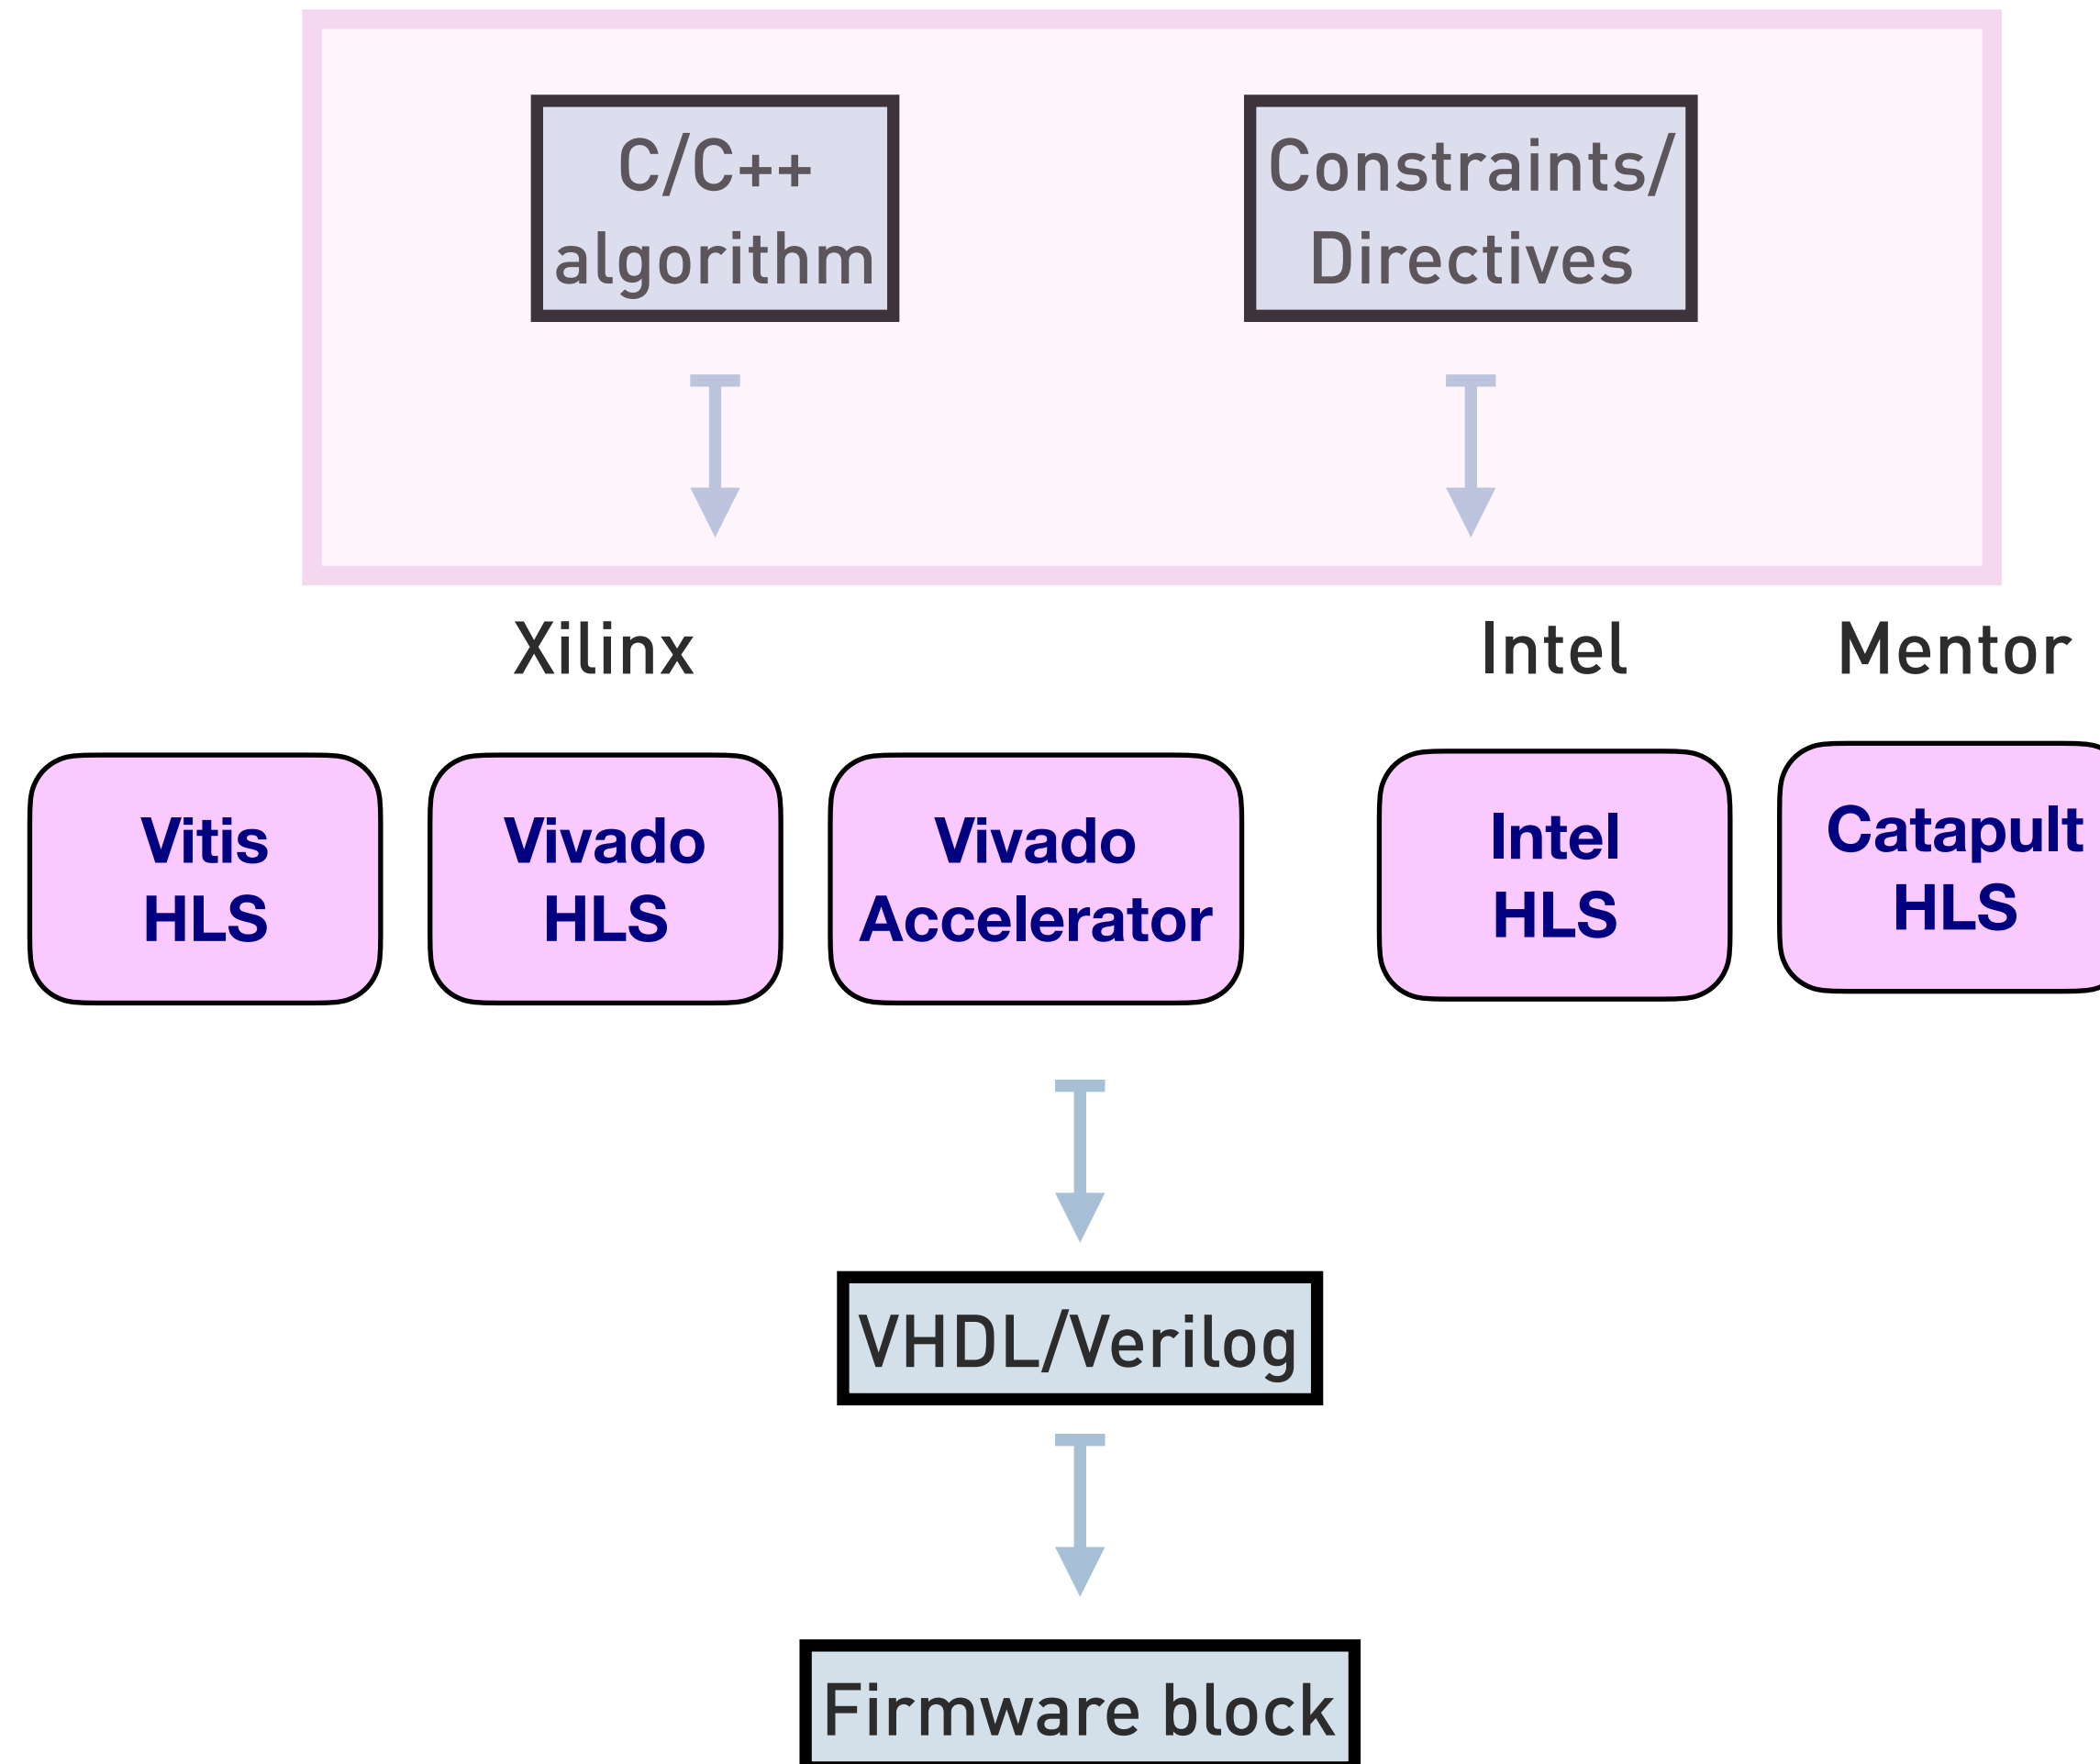 C/C++
algorithm
Constraints/
Directives
Xilinx
Intel
Mentor
Vitis
HLS
Vivado
HLS
Vivado
Accelerator
Intel
HLS
Catapult
HLS
VHDL/Verilog
Firmware block